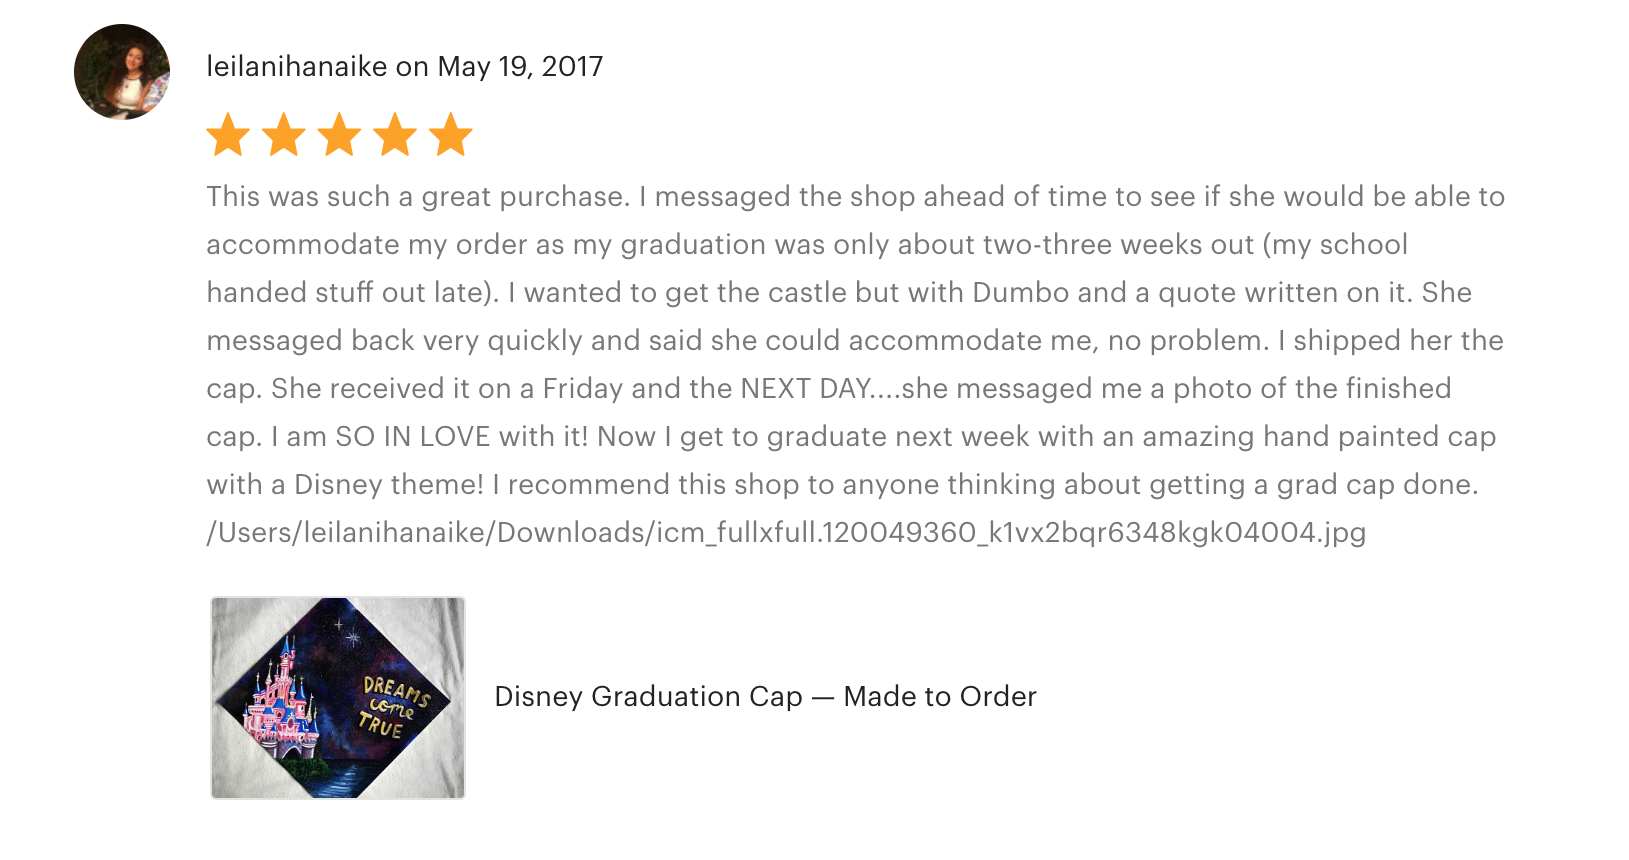 leilanihanaike on May 19, 2017
This was such a great purchase. I messaged the shop ahead of time to see if she would be able to
accommodate my order as my graduation was only about two-three weeks out (my school
handed stuff out late). I wanted to get the castle but with Dumbo and a quote written on it. She
messaged back very quickly and said she could accommodate me, no problem. I shipped her the
cap. She received it on a Friday and the NEXT DAY....she messaged me a photo of the finished
cap. I am SO IN LOVE with it! Now I get to graduate next week with an amazing hand painted cap
with a Disney theme! I recommend this shop to anyone thinking about getting a grad cap done.
/Users/leilanihanaike/Downloads/icm_fullxfull.120049360_k1vx2bqr6348kgk04004.jpg
DREAMS
come
TRUE
Disney Graduation Cap — Made to Order